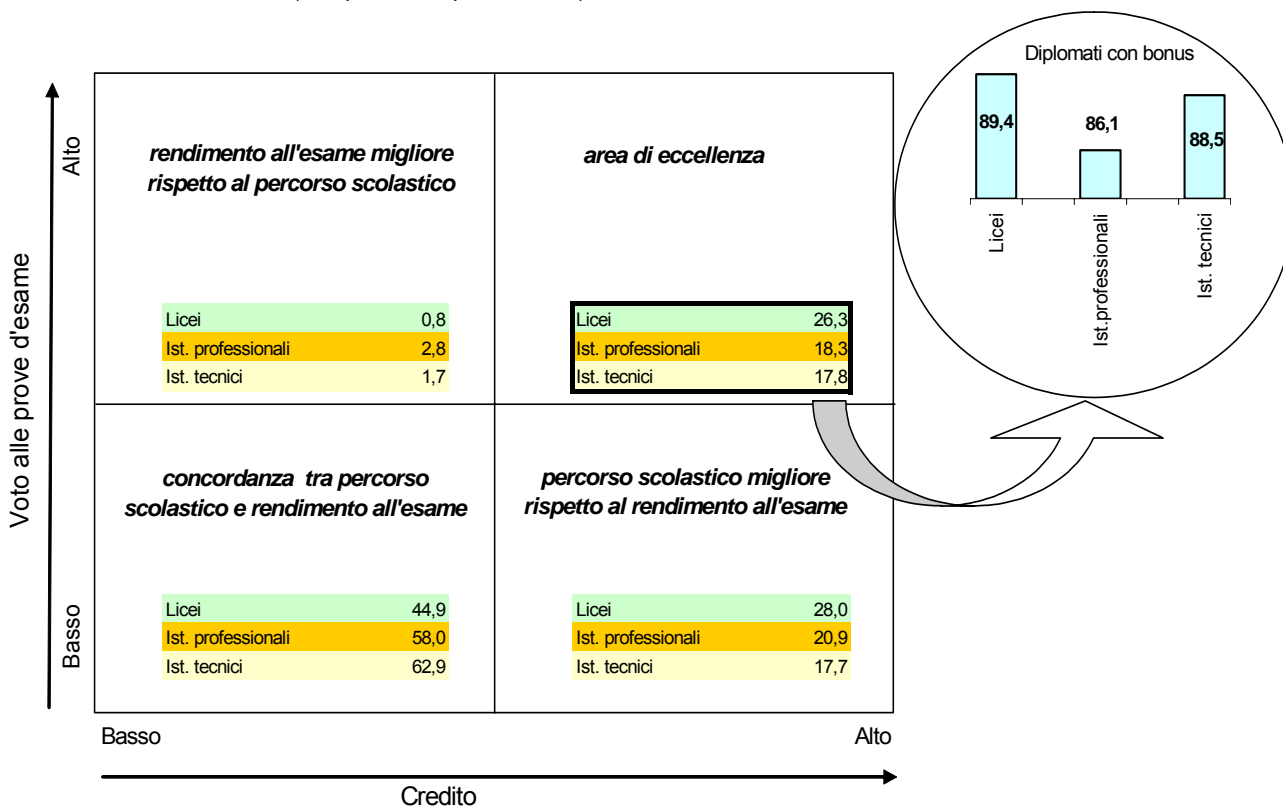 Diplomati con bonus
89,4
86,1
88,5
Licei
Ist.professionali
Ist. tecnici
Voto alle prove d'esame
Alto
Basso
rendimento all'esame migliore
rispetto al percorso scolastico
Licei 0,8
Ist. professionali 2,8
Ist. tecnici 1,7
area di eccellenza
Licei 26,3
Ist. professionali 18,3
Ist. tecnici 17,8
concordanza tra percorso
scolastico e rendimento all'esame
Licei 44,9
Ist. professionali 58,0
Ist. tecnici 62,9
percorso scolastico migliore
rispetto al rendimento all'esame
Licei 28,0
Ist. professionali 20,9
Ist. tecnici 17,7
Basso
Alto
Credito